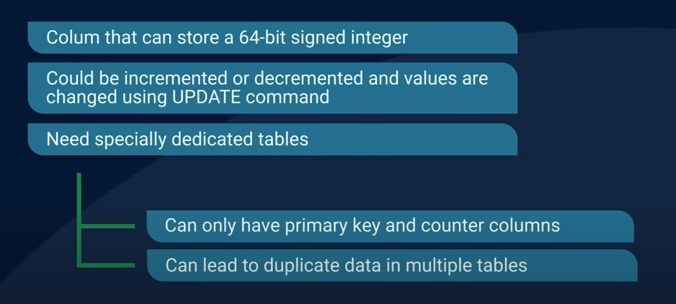 Colum that can store a 64-bit signed integer
Could be incremented or decremented and values are
changed using UPDATE command
Need specially dedicated tables
Can only have primary key and counter columns
Can lead to duplicate data in multiple tables